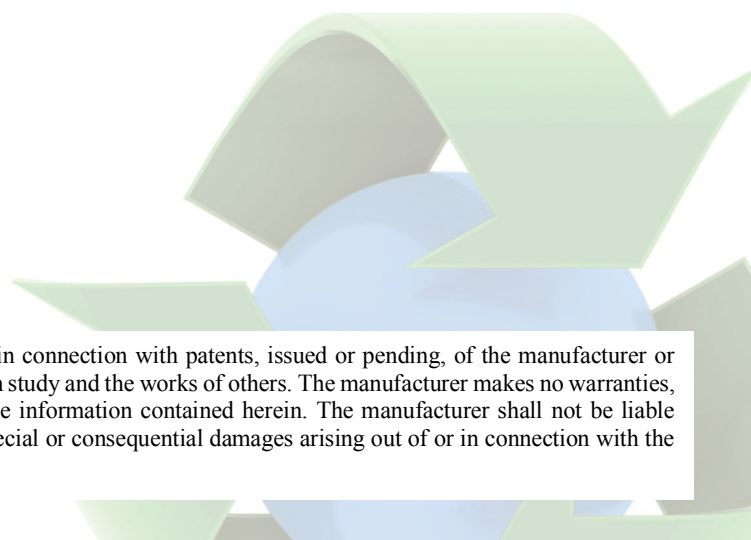 in connection with patents, issued or pending, of the manufacturer or
study and the works of others. The manufacturer makes no warranties,
information contained herein. The manufacturer shall not be liable
or consequential damages arising out of or in connection with the